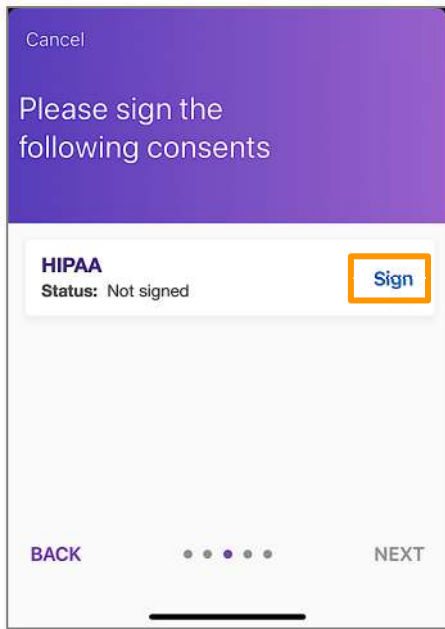 Cancel
Please sign the
following consents
HIPAA
Sign
Status: Not signed
BACK
NEXT